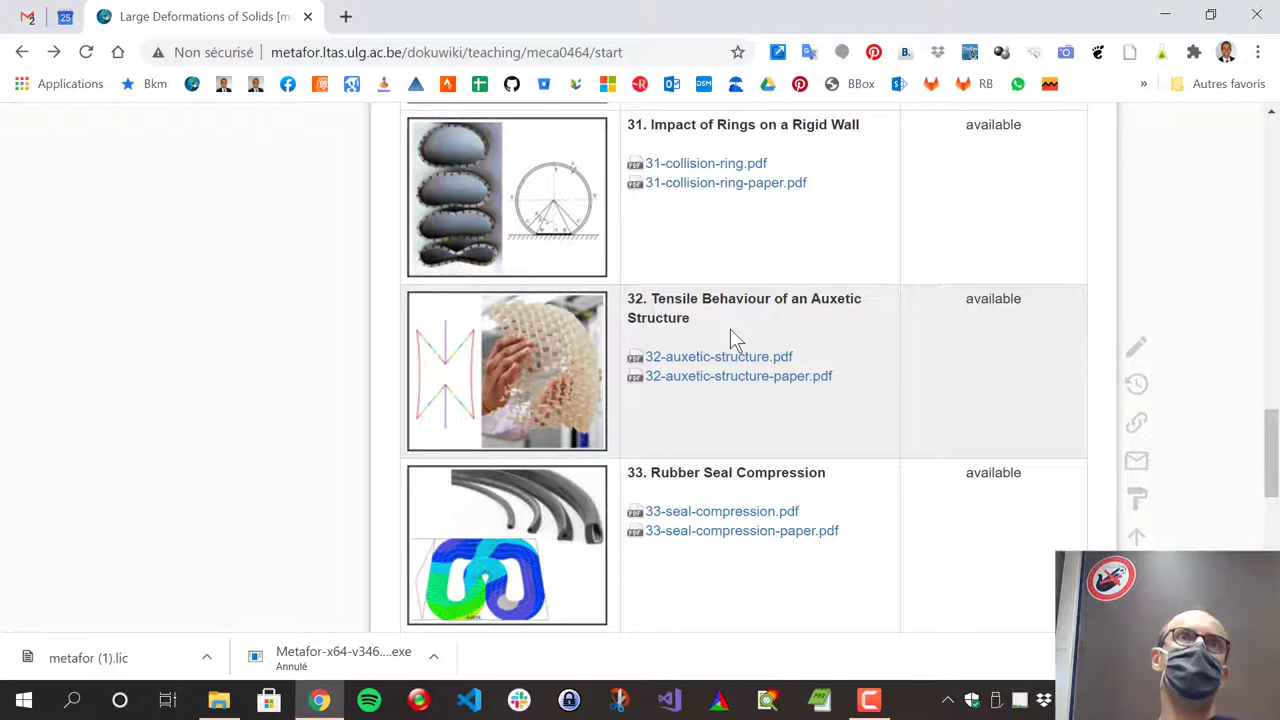 2
25
Large Deformations of Solids [m
Non sécurisé
metafor.ltas.ulg.ac.be/dokuwiki/teaching/meca0464/start
Applications
Bkm
DSM
BBox
RB
»
Autres favoris
31. Impact of Rings on a Rigid Wall
available
31-collision-ring.pdf
31-collision-ring-paper.pdf
32. Tensile Behaviour of an Auxetic
Structure
available
32-auxetic-structure.pdf
32-auxetic-structure-paper.pdf
33. Rubber Seal Compression
available
33-seal-compression.pdf
33-seal-compression-paper.pdf
metafor (1).lic
Metafor-x64-v346....exe
Annulé